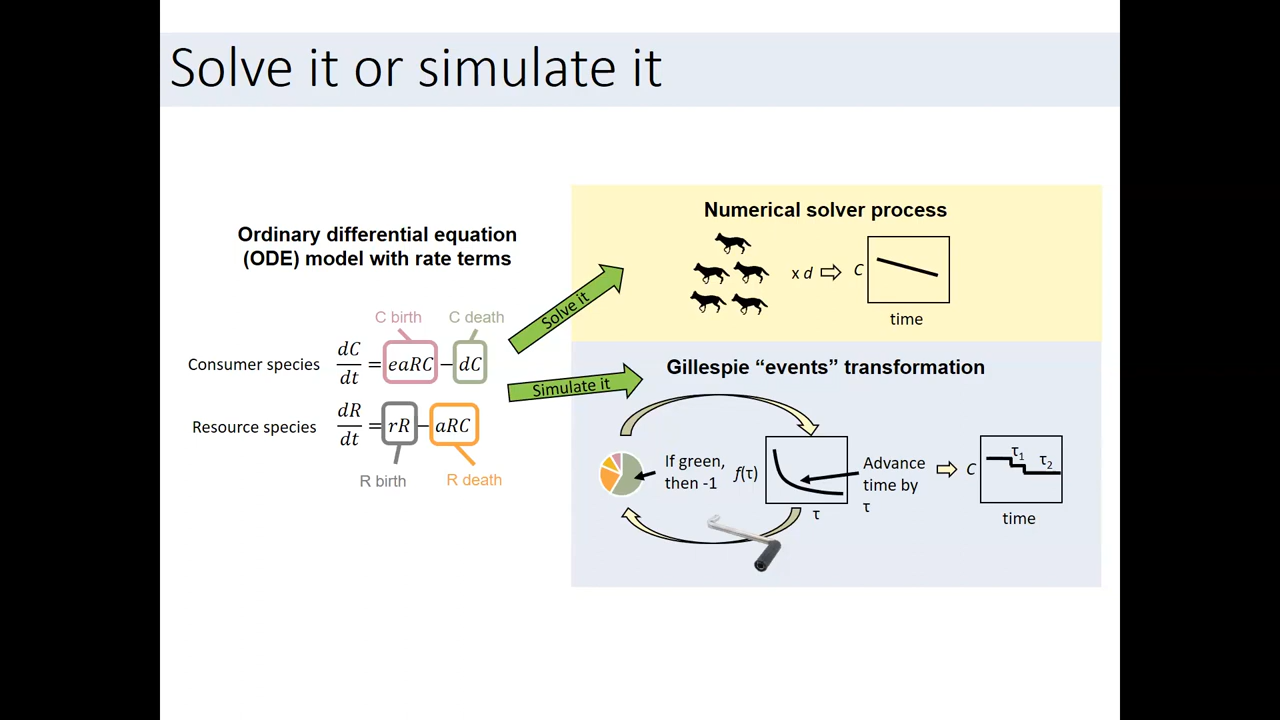 Solve it or simulate it
Ordinary differential equation
(ODE) model with rate terms
C birth
C death
Consumer species
dC/dt = eaRC − dC
Resource species
dR/dt = rR − aRC
R birth
R death
Solve it
Simulate it
Numerical solver process
x d
C
time
Gillespie “events” transformation
If green,
then -1
f(τ)
τ
Advance
time by
τ
C
τ1
τ2
time